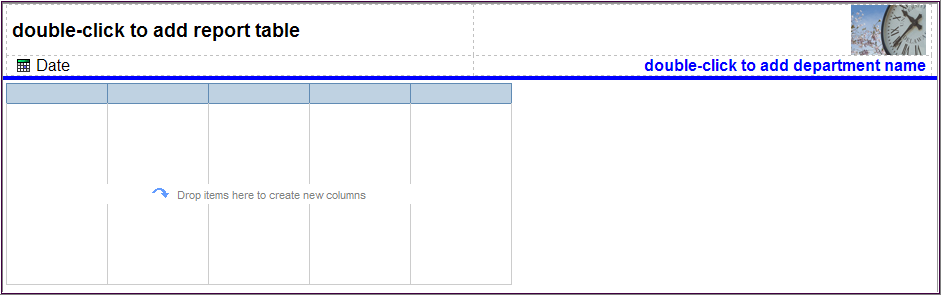 double-click to add report table
Date
double-click to add department name
Drop items here to create new columns